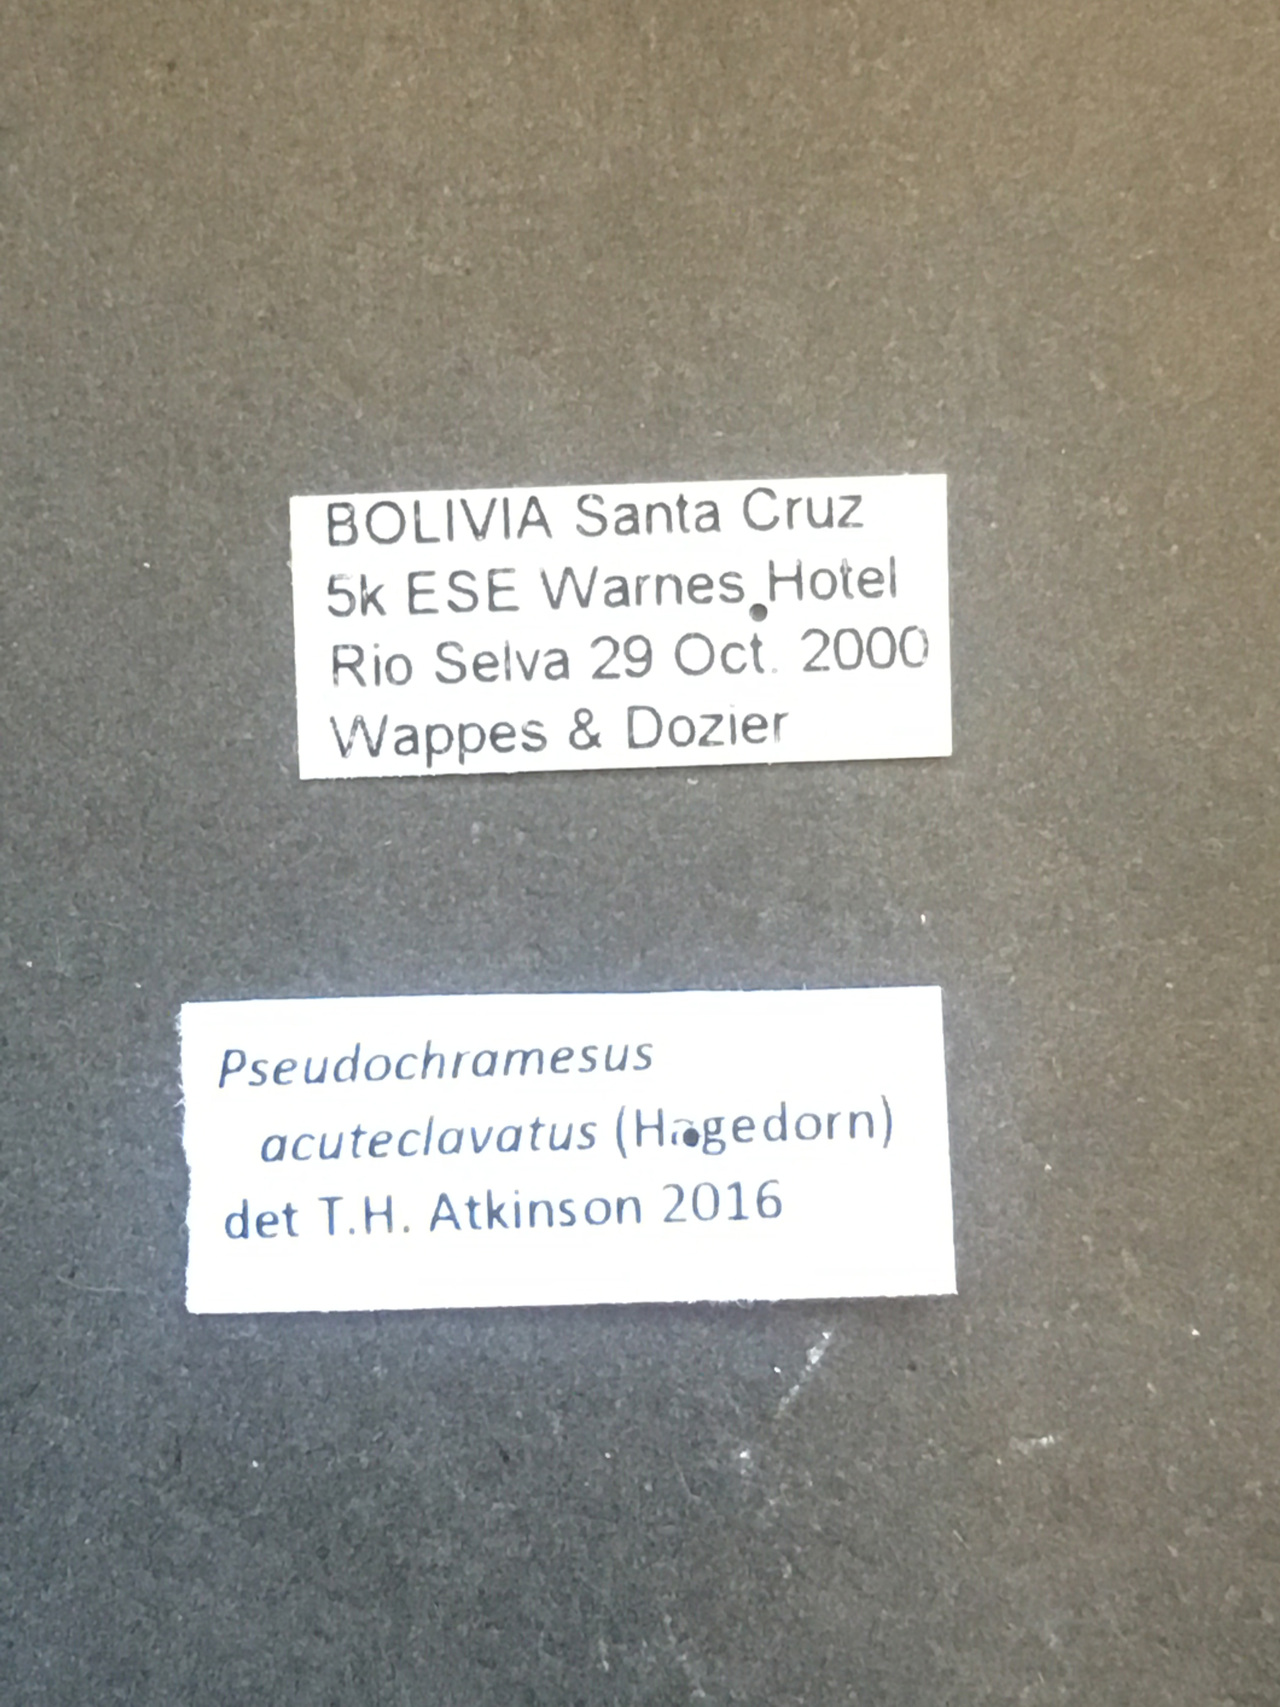 BOLIVIA Santa Cruz
5k ESE Warnes Hotel
Rio Selva 29 Oct. 2000
Wappes & Dozier
Pseudochramesus
acuteclavatus (Hagedorn)
det T.H. Atkinson 2016